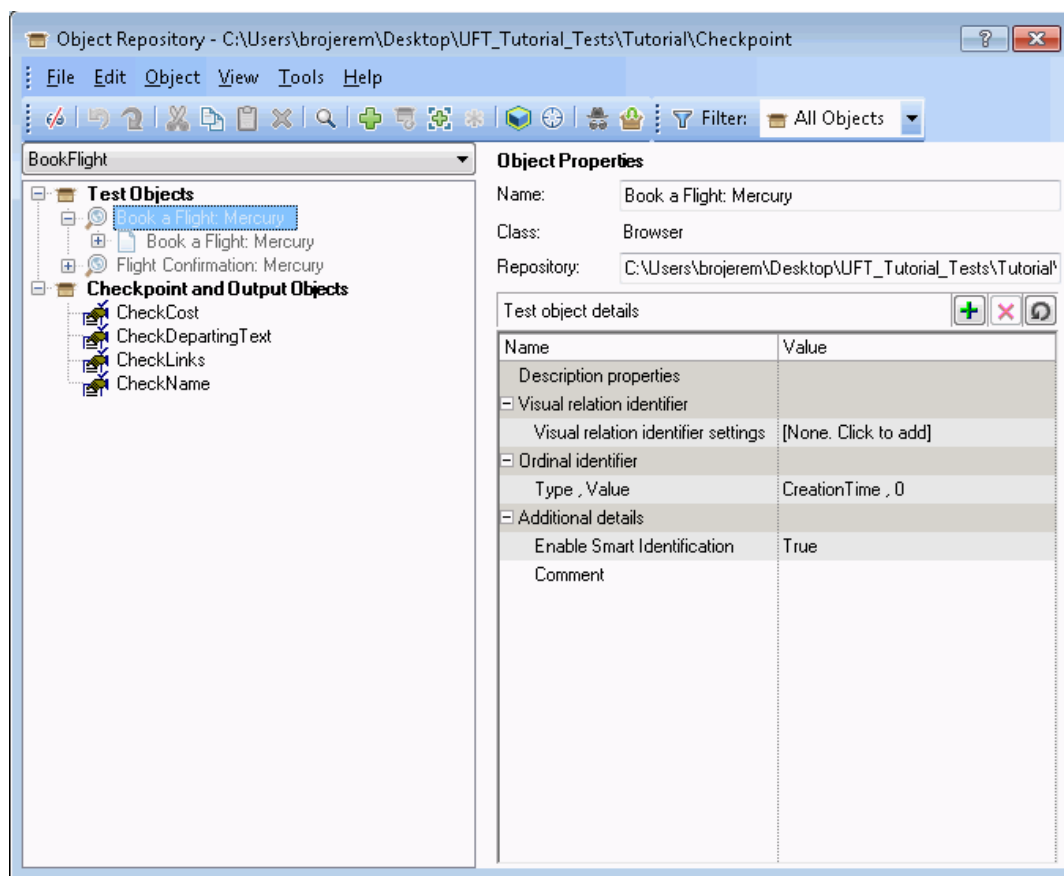 Object Repository - C:\Users\brojerem\Desktop\UFT_Tutorial_Tests\Tutorial\Checkpoint
File Edit Object View Tools Help
Filter: All Objects
BookFlight
Test Objects
Book a Flight: Mercury
Book a Flight: Mercury
Flight Confirmation: Mercury
Checkpoint and Output Objects
CheckCost
CheckDepartingText
CheckLinks
CheckName
Object Properties
Name: Book a Flight: Mercury
Class: Browser
Repository: C:\Users\brojerem\Desktop\UFT_Tutorial_Tests\Tutorial\
Test object details
Name Value
Description properties
Visual relation identifier
Visual relation identifier settings [None. Click to add]
Ordinal identifier
Type , Value CreationTime , 0
Additional details
Enable Smart Identification True
Comment